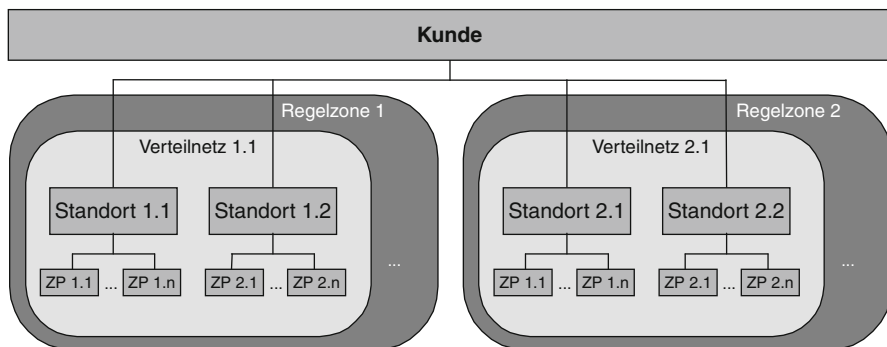 Kunde
Regelzone 1
Regelzone 2
Verteilnetz 1.1
Verteilnetz 2.1
Standort 1.1
Standort 1.2
Standort 2.1
Standort 2.2
...
...
ZP 1.1 ... ZP 1.n
ZP 2.1 ... ZP 2.n
ZP 1.1 ... ZP 1.n
ZP 2.1 ... ZP 2.n